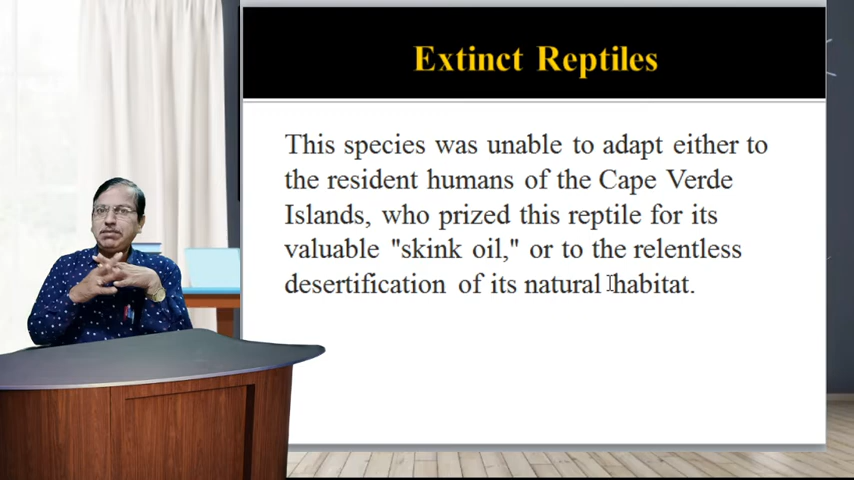 Extinct Reptiles
This species was unable to adapt either to
the resident humans of the Cape Verde
Islands, who prized this reptile for its
valuable "skink oil," or to the relentless
desertification of its natural habitat.